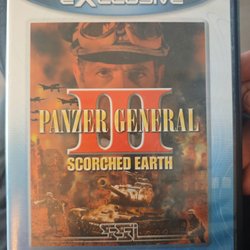 eXCLUSIVE
III
PANZER GENERAL
SCORCHED EARTH
SSI